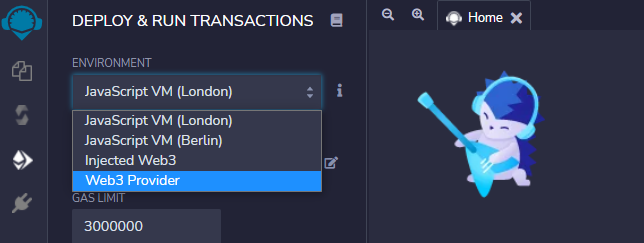 DEPLOY & RUN TRANSACTIONS
Home
ENVIRONMENT
JavaScript VM (London)
JavaScript VM (London)
JavaScript VM (Berlin)
Injected Web3
Web3 Provider
GAS LIMIT
3000000